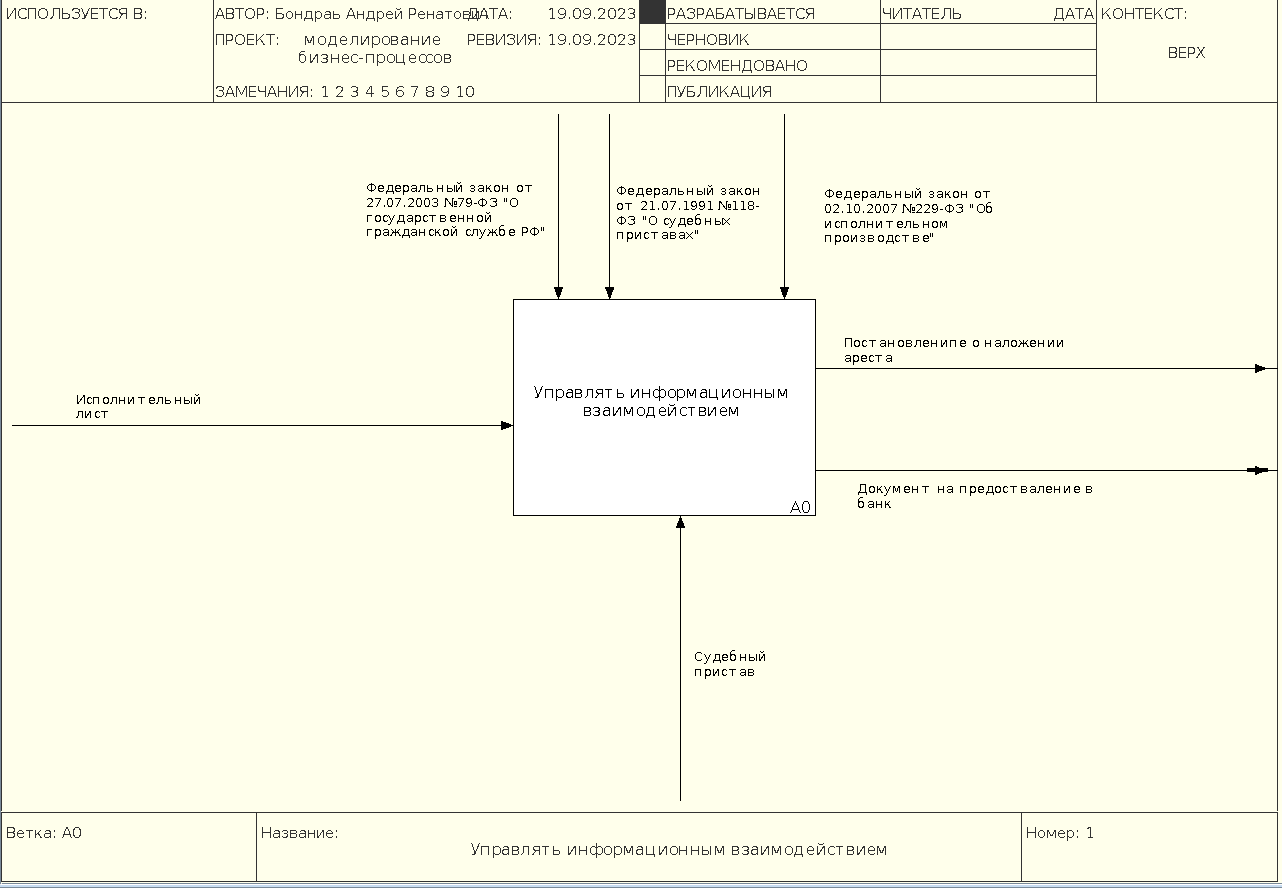 ИСПОЛЬЗУЕТСЯ В:
АВТОР: Бондраь Андрей Ренатович
ДАТА: 19.09.2023
РАЗРАБАТЫВАЕТСЯ
ЧИТАТЕЛЬ
ДАТА
КОНТЕКСТ:
ПРОЕКТ: моделирование
бизнес-процессов
РЕВИЗИЯ: 19.09.2023
ЧЕРНОВИК
ВЕРХ
РЕКОМЕНДОВАНО
ЗАМЕЧАНИЯ: 1 2 3 4 5 6 7 8 9 10
ПУБЛИКАЦИЯ
Федеральный закон от
27.07.2003 №79-ФЗ "О
государственной
гражданской службе РФ"
Федеральный закон
от 21.07.1991 №118-
ФЗ "О судебных
приставах"
Федеральный закон от
02.10.2007 №229-ФЗ "Об
исполнительном
производстве"
Постановленипе о наложении
ареста
Исполнительный
лист
Управлять информационным
взаимодействием
A0
Документ на предоставление в
банк
Судебный
пристав
Ветка: A0
Название:
Управлять информационным взаимодействием
Номер: 1